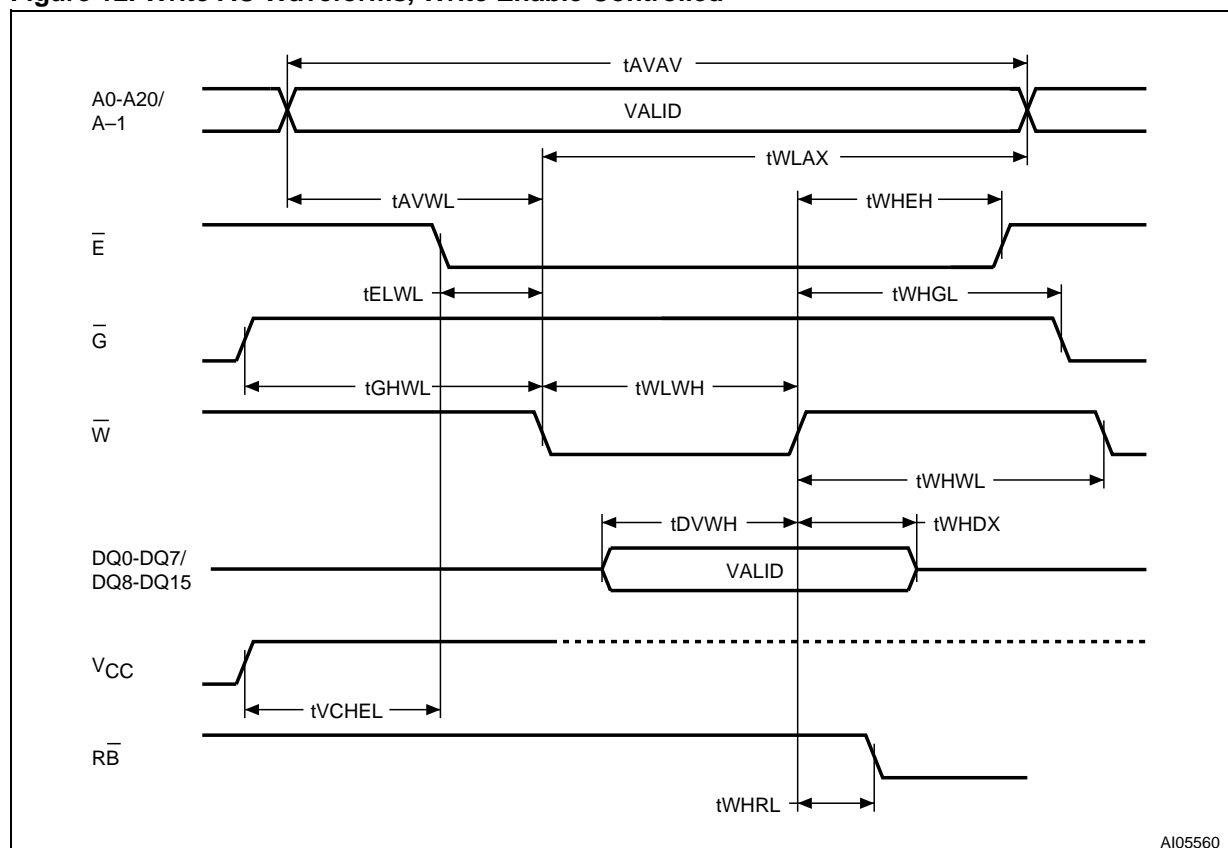 Figure 12. Write AC Waveforms, Write Enable Controlled
tAVAV
A0-A20/
A–1
VALID
tWLAX
tAVWL
tWHEH
E̅
tELWL
tWHGL
G̅
tGHWL
tWLWH
W̅
tWHWL
tDVWH
tWHDX
DQ0-DQ7/
DQ8-DQ15
VALID
VCC
tVCHEL
RB̅
tWHRL
AI05560